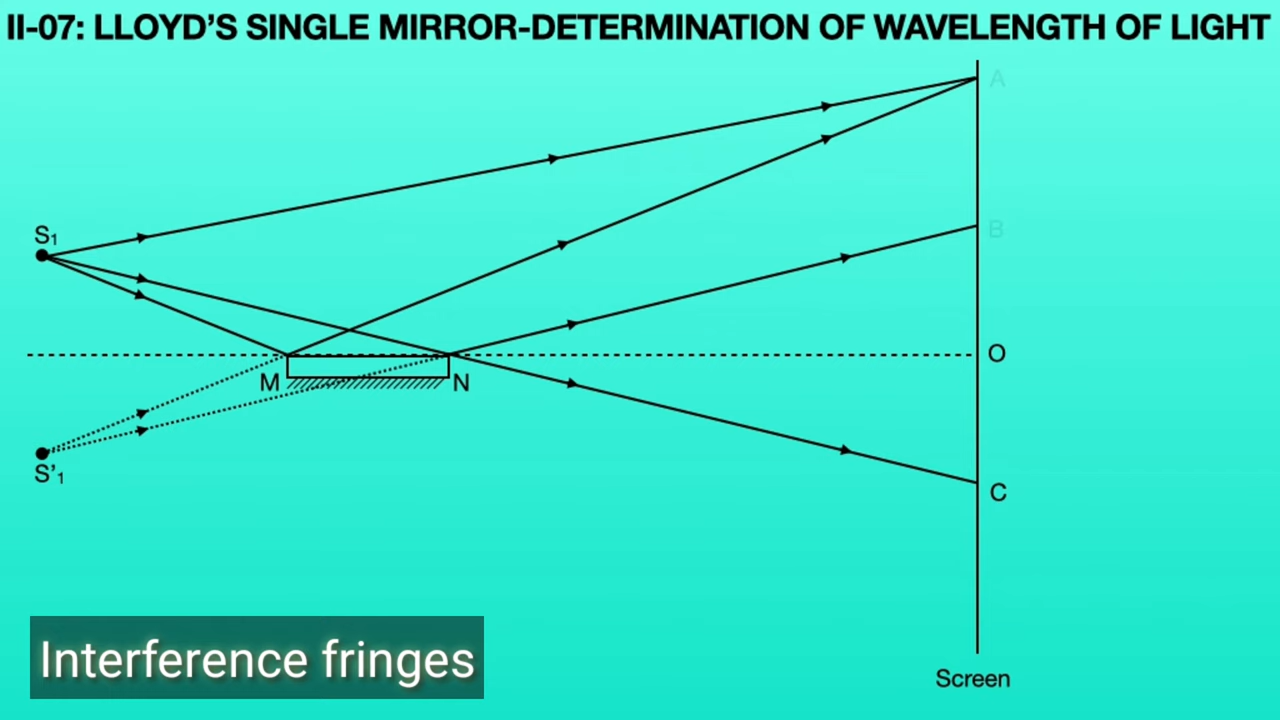 II-07: LLOYD’S SINGLE MIRROR-DETERMINATION OF WAVELENGTH OF LIGHT
A
B
S₁
O
M
N
S’₁
C
Interference fringes
Screen